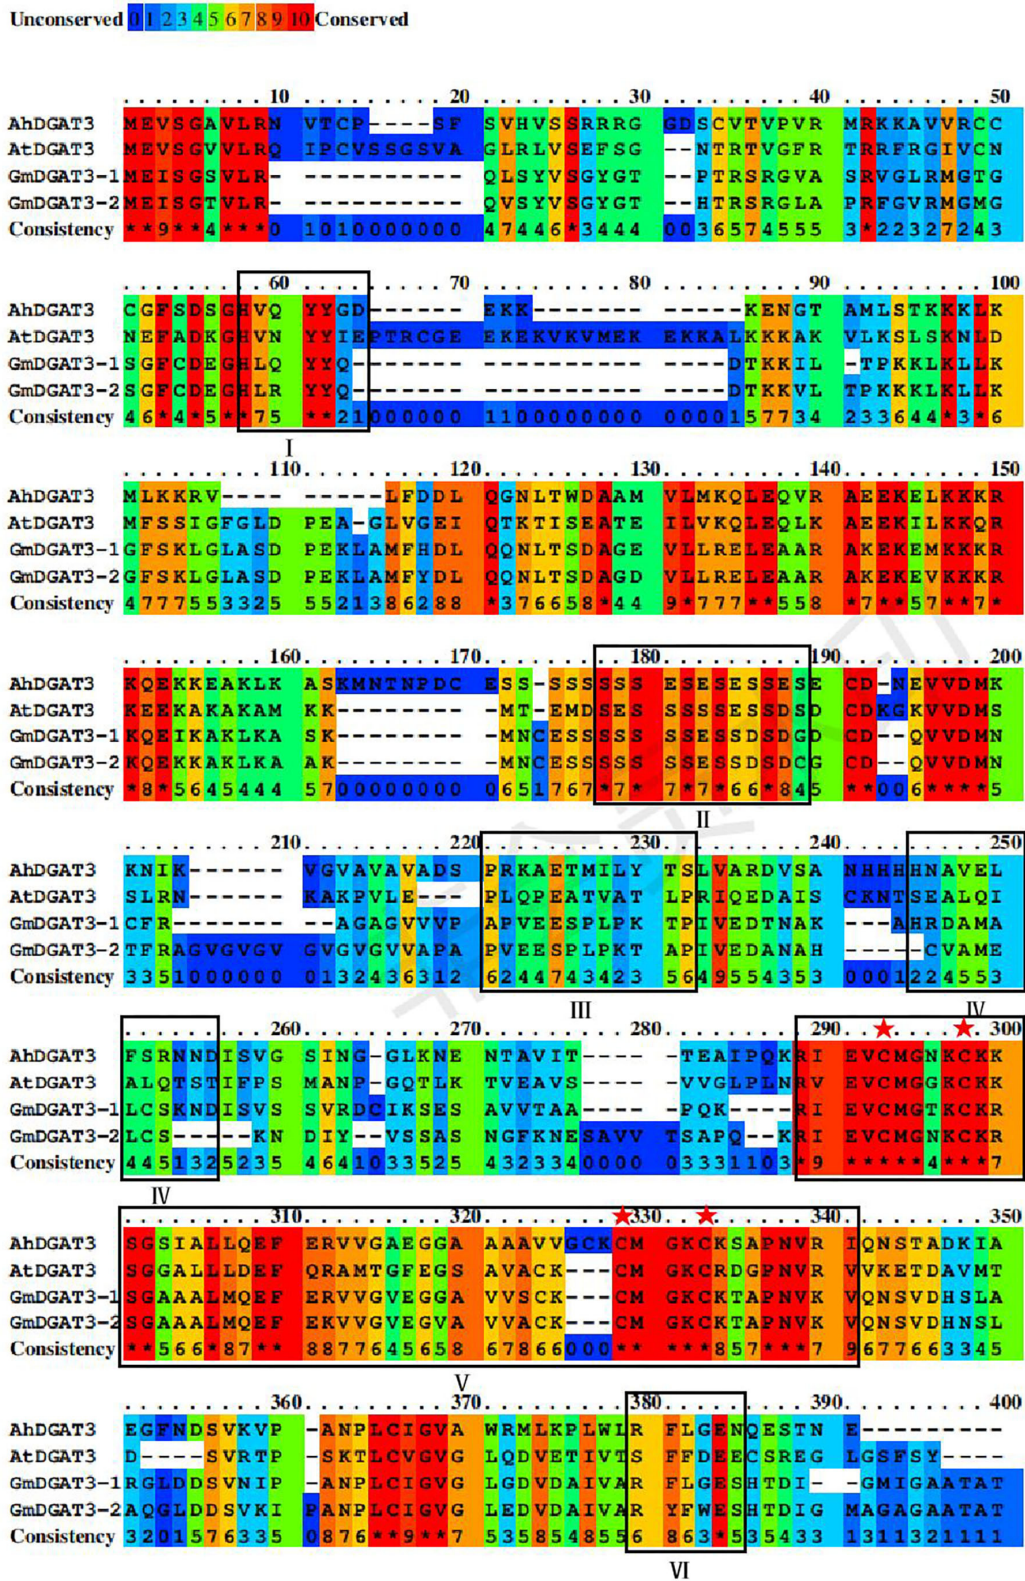 Unconserved 0 1 2 3 4 5 6 7 8 9 10 Conserved
. . . . . . . . . 10 . . . . . . . . . 20 . . . . . . . . . 30 . . . . . . . . . 40 . . . . . . . . . 50
AhDGAT3 MEVSGAVLRN VTCP----SF SVHVSSRRRG GDSCVTVPVR MRKKAVVRCC
AtDGAT3 MEVSGVVLRQ IPCVSSGSVA GLRLVSEFSG --NTRTVGFR TRRFRGIVCN
GmDGAT3-1 MEISGSVLR- ---------- QLSYVSGYGT --PTRSRGVA SRVGLRMGTG
GmDGAT3-2 MEISGTVLR- ---------- QVSYVSGYGT --HTRSRGLA PRFGVRMGMG
Consistency **9**4***0 1010000000 47446*3444 0036574555 3*22327243
. . . . . . . . . 60 . . . . . . . . . 70 . . . . . . . . . 80 . . . . . . . . . 90 . . . . . . . . . 100
AhDGAT3 CGFSDSGHVQ YYGD------ EKK------- -----KENGT AMLSTKKKLK
AtDGAT3 NEFADKGHVN YYIEPTRCGE EKEKVKVMEK EKKALKKKAK VLKSLSKNLD
GmDGAT3-1 SGFCDEGHLQ YYQ------- ---------- ----DTKKIL -TPKKLKLLK
GmDGAT3-2 SGFCDEGHLR YYQ------- ---------- ----DTKKVL TPKKKLKLLK
Consistency 46*4*5**75 **21000000 1100000000 0000157734 233644*3*6
I
. . . . . . . . . 110 . . . . . . . . . 120 . . . . . . . . . 130 . . . . . . . . . 140 . . . . . . . . . 150
AhDGAT3 MLKKRV---- -----LFDDL QGNLTWDAAM VLMKQLEQVR AEEKELKKKR
AtDGAT3 MFSSIGFGLD PEA-GLVGEI QTKTISEATE ILVKQLEQLK AEEKILKKQR
GmDGAT3-1 GFSKLGLASD PEKLAMFHDL QQNLTSDAGE VLLRELEAAR AKEKEMKKKR
GmDGAT3-2 GFSKLGLASD PEKLAMFYDL QQNLTSDAGD VLLRELEAAR AKEKEVKKKR
Consistency 4777553325 5521386288 *376658*44 9*777**558 *7**57**7*
. . . . . . . . . 160 . . . . . . . . . 170 . . . . . . . . . 180 . . . . . . . . . 190 . . . . . . . . . 200
AhDGAT3 KQEKKEAKLK ASKMNTNPDC ESS-SSSSSS ESESESSESE CD-NEVVDMK
AtDGAT3 KEEKAKAKAM KK-------- -MT-EMDSES SSSSESSDSD CDKGKVVDMS
GmDGAT3-1 KQEIKAKLKA SK-------- -MNCESSSSS SSESSDSDGD CD--QVVDMN
GmDGAT3-2 KQEKKAKLKA AK-------- -MNCESSSSS SSESSDSDCG CD--QVVDMN
Consistency *8*5645444 5700000000 0651767*7* 7*7*66*845 **006****5
II
. . . . . . . . . 210 . . . . . . . . . 220 . . . . . . . . . 230 . . . . . . . . . 240 . . . . . . . . . 250
AhDGAT3 KNIK------ VGVAVAVADS PRKAETMILY TSLVARDVSA NHHHHNAVEL
AtDGAT3 SLRN------ KAKPVLE--- PLQPEATVAT LPRIQEDAIS CKNTSEALQI
GmDGAT3-1 CFR------- --AGAGVVVP APVEESPLPK TAPIVEDTNAK ---AHRDAMA
GmDGAT3-2 TFRAGVGVGV GVGVGVVAPA PVEESPLPKT APIVEDANAH -----CVAME
Consistency 3351000000 0132436312 6244743423 5649554353 0001224553
III
IV
. . . . . . . . . 260 . . . . . . . . . 270 . . . . . . . . . 280 . . . . . . . . . 290 . . . . . . . . . 300
AhDGAT3 FSRNNDISVG SING-GLKNE NTAVIT---- --TEAIPQKRI EVCMGNKCKK
AtDGAT3 ALQTSTIFPS MANP-GQTLK TVEAVS---- --VVGLPLNRV EVCMGGKCKK
GmDGAT3-1 LCSKNDISVS SVRDCIKSES AVVTAA---- --PQK----RI EVCMGTKCKR
GmDGAT3-2 LCS-----KN DIY--VSSAS NGFKNESAVV TSAPQ--KRI EVCMGNKCKR
Consistency 4451325235 4641033525 4323340000 03331103*9 *****4***7
IV
. . . . . . . . . 310 . . . . . . . . . 320 . . . . . . . . . 330 . . . . . . . . . 340 . . . . . . . . . 350
AhDGAT3 SGSIALLQEF ERVVGAEGGA AAAVVGCKCM GKCKSAPNVR IQNSTADKIA
AtDGAT3 SGGALLLDEF QRAMTGFEGS AVACK---CM GKCRDGPNVR VVKETDAVMT
GmDGAT3-1 SGAAALMQEF ERVVGVEGGA VVSCK---CM GKCKTAPNVK VQNSVDHSLA
GmDGAT3-2 SGAAALMQEF EKVVGVEGVA VVACK---CM GKCKTAPNVK VQNSVDHNSL
Consistency **566*87** 8877645658 67866000** ***857***7 9677663345
V
. . . . . . . . . 360 . . . . . . . . . 370 . . . . . . . . . 380 . . . . . . . . . 390 . . . . . . . . . 400
AhDGAT3 EGFNDSVKVP -ANPLCIGVA WRMLKPLWLR FLGENQESTN E---------
AtDGAT3 D----SVRTP -SKTLCVGVG LQDVETIVTS FFDEECSREG LGSFSY----
GmDGAT3-1 RGLDDSVNIP -ANPLCIGVG LGDVDAIVAR FLGESHTDI- -GMIGAATAT
GmDGAT3-2 AQGLDDSVKI PANPLCIGVG LEDVDAIVAR YFWESHTDIG MAGAGAATAT
Consistency 3201576335 0876**9**7 5358548556 863*535433 1311321111
VI